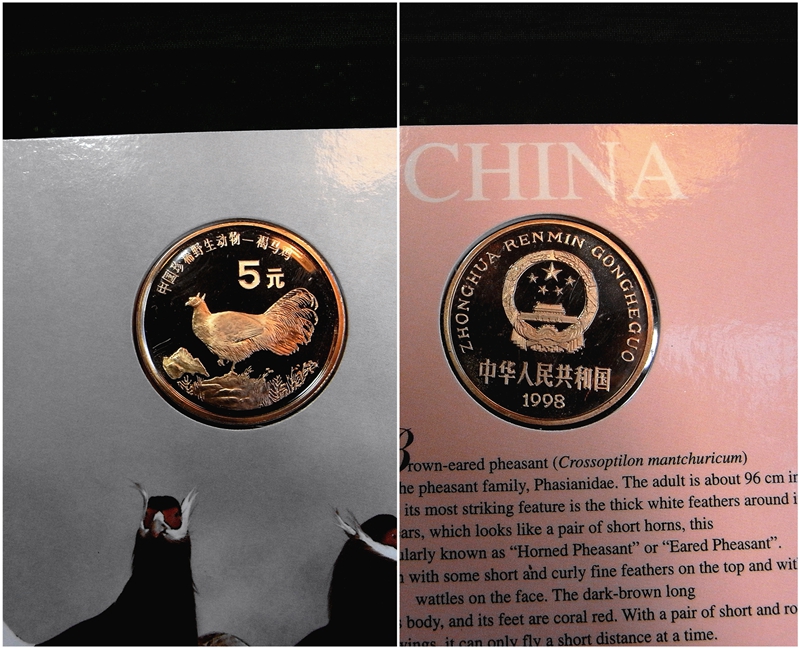 中国珍稀野生动物—褐马鸡
5元
CHINA
ZHONGHUA RENMIN GONGHEGUO
中华人民共和国
1998
Brown-eared pheasant (Crossoptilon mantchuricum)
he pheasant family, Phasianidae. The adult is about 96 cm in
its most striking feature is the thick white feathers around i
ars, which looks like a pair of short horns, this
ularly known as “Horned Pheasant” or “Eared Pheasant”.
with some short and curly fine feathers on the top and wit
wattles on the face. The dark-brown long
body, and its feet are coral red. With a pair of short and ro
wings, it can only fly a short distance at a time.